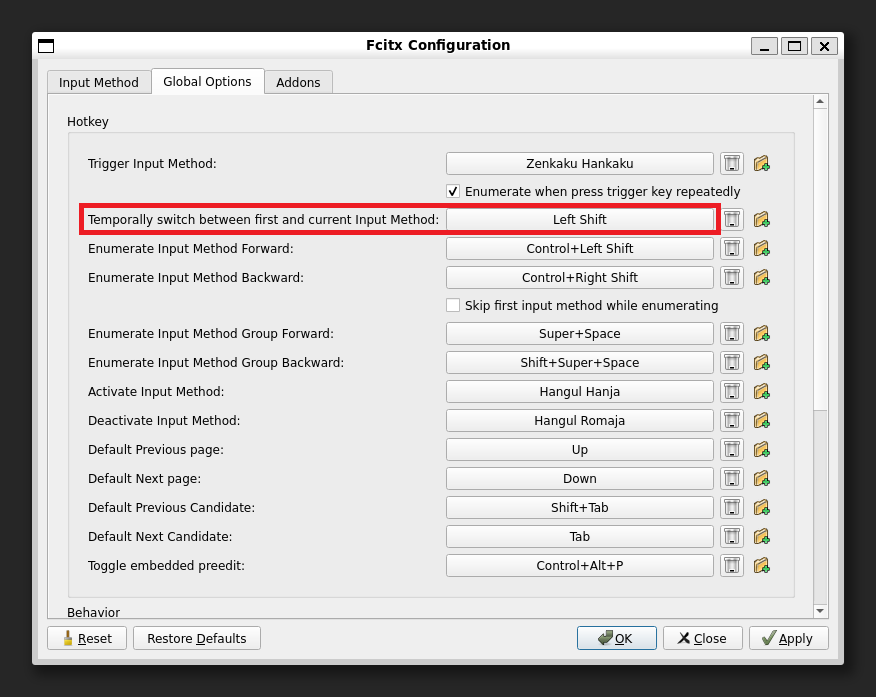 Fcitx Configuration
Input Method Global Options Addons
Hotkey
Trigger Input Method: Zenkaku Hankaku
Enumerate when press trigger key repeatedly
Temporally switch between first and current Input Method: Left Shift
Enumerate Input Method Forward: Control+Left Shift
Enumerate Input Method Backward: Control+Right Shift
Skip first input method while enumerating
Enumerate Input Method Group Forward: Super+Space
Enumerate Input Method Group Backward: Shift+Super+Space
Activate Input Method: Hangul Hanja
Deactivate Input Method: Hangul Romaja
Default Previous page: Up
Default Next page: Down
Default Previous Candidate: Shift+Tab
Default Next Candidate: Tab
Toggle embedded preedit: Control+Alt+P
Behavior
Reset Restore Defaults OK Close Apply